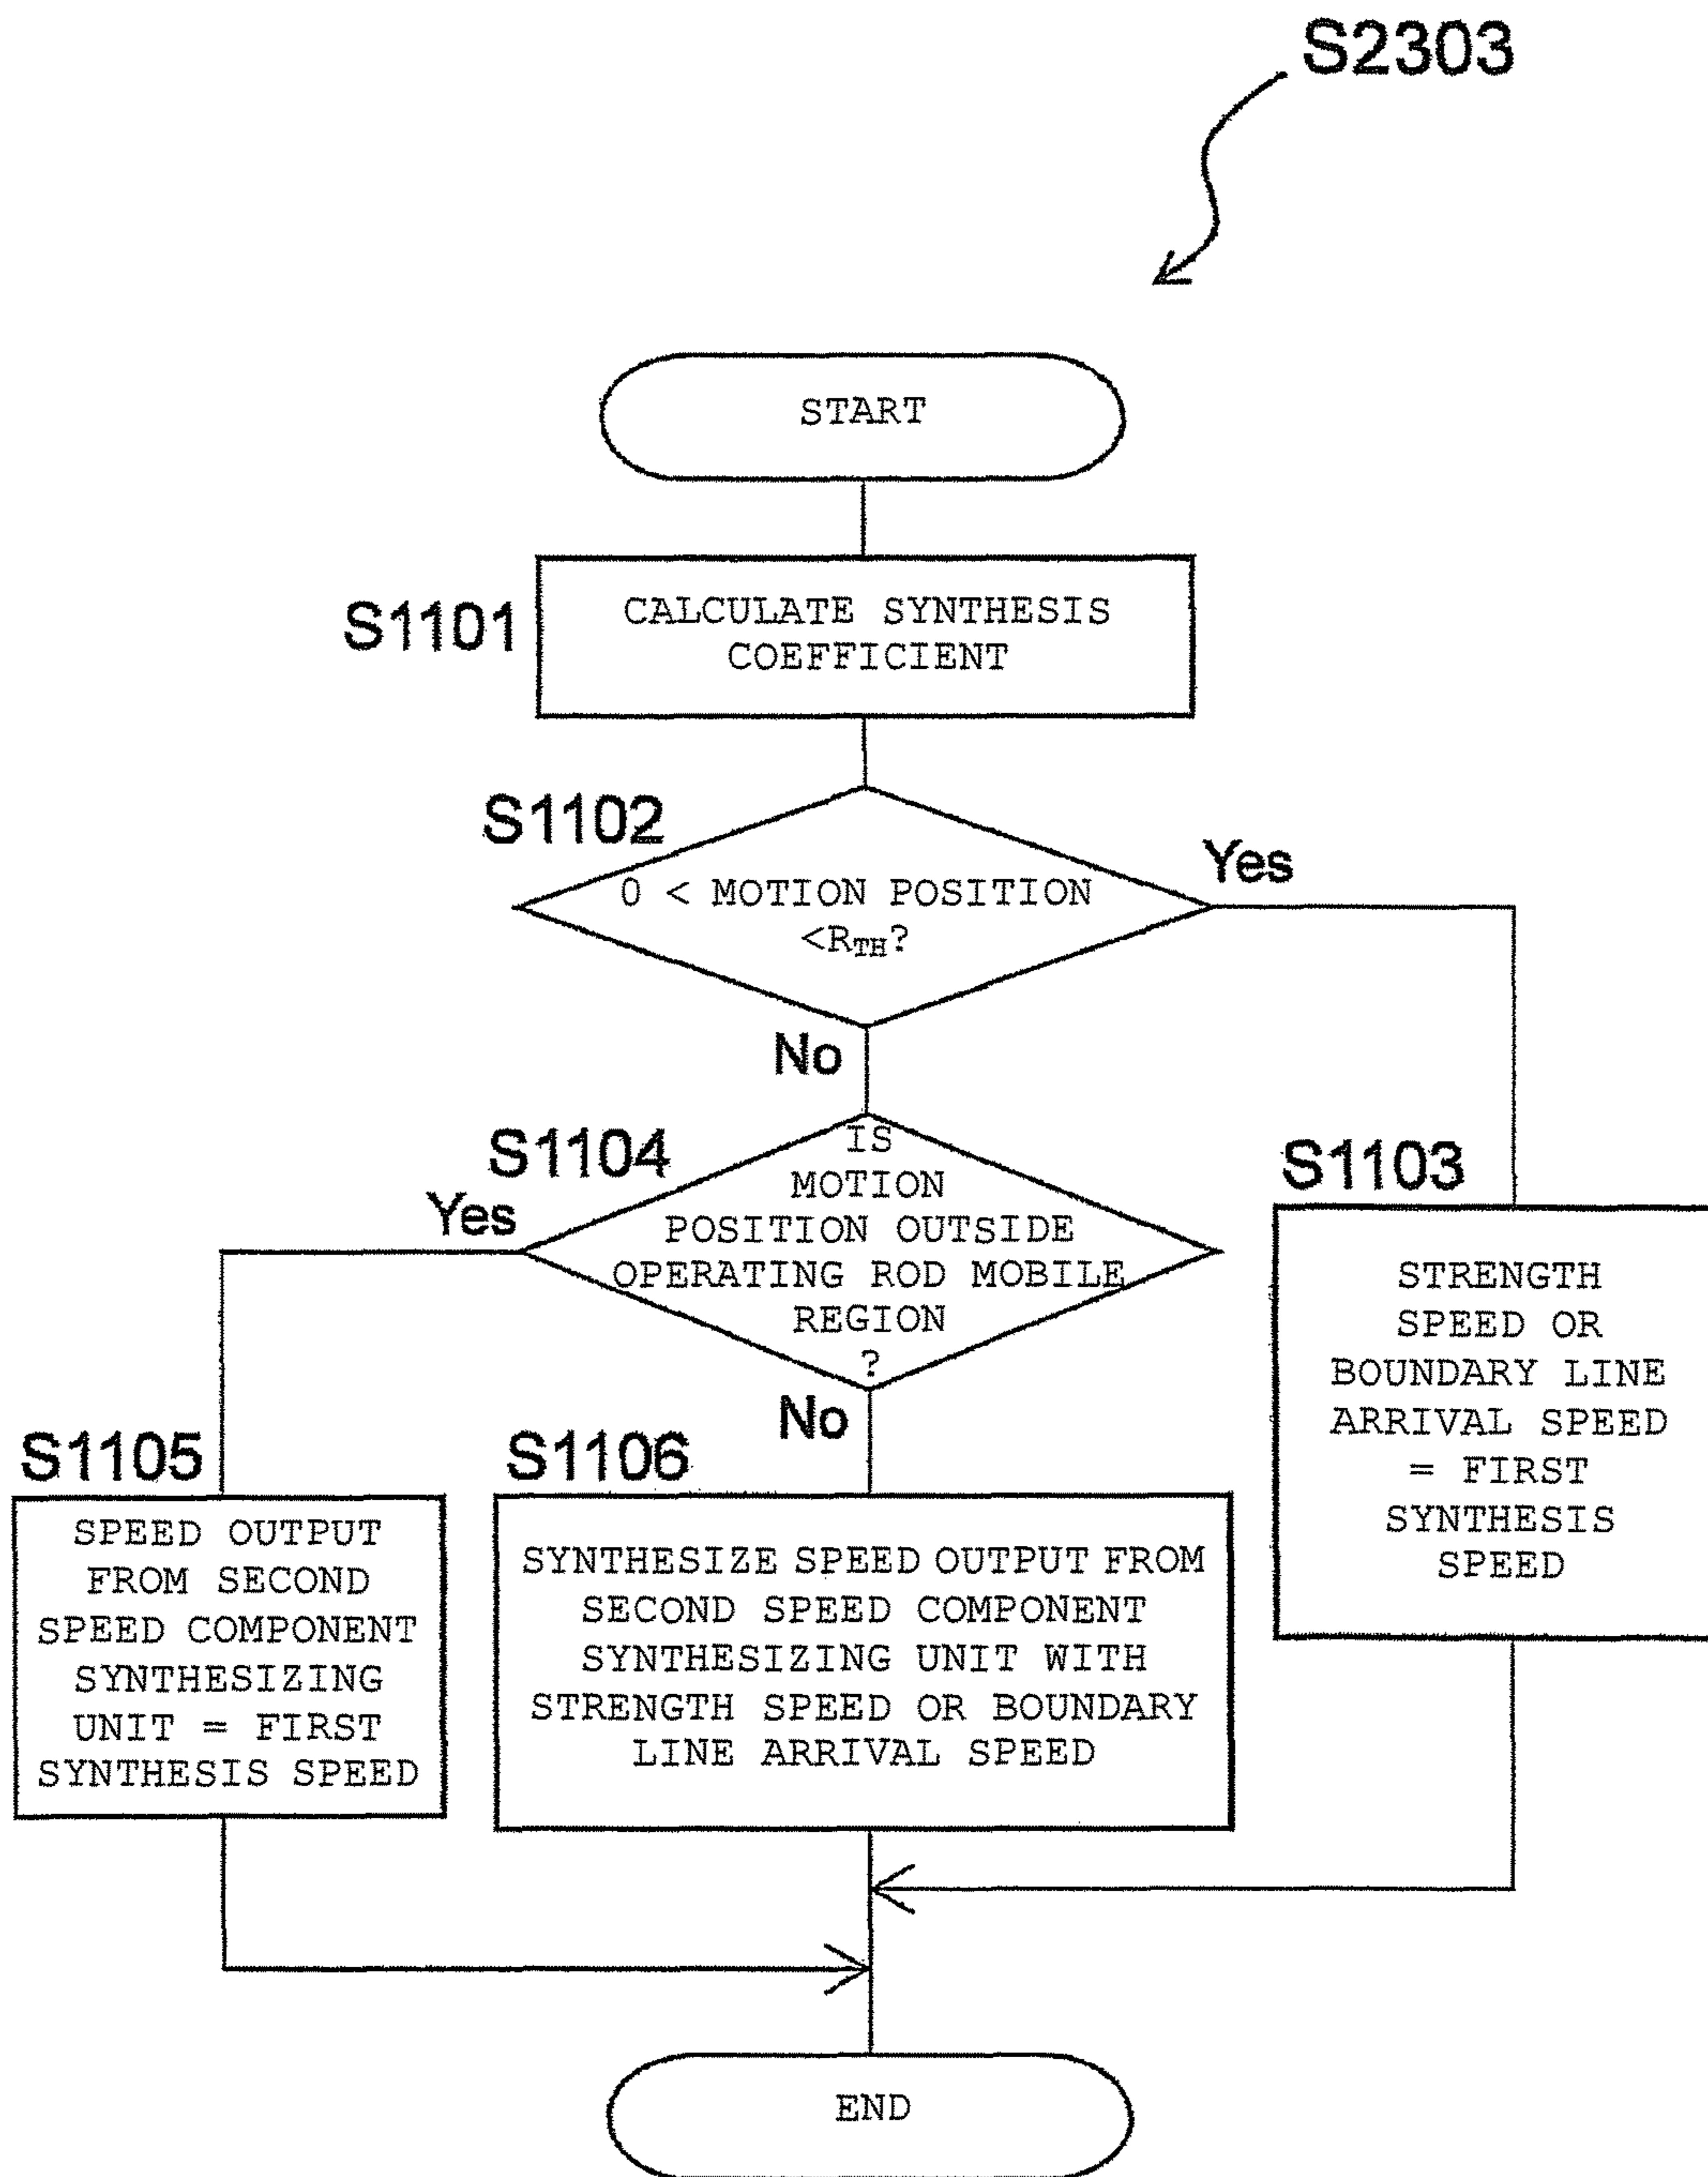 S2303
START
S1101
CALCULATE SYNTHESIS
COEFFICIENT
S1102
0 < MOTION POSITION
<RTH?
Yes
No
S1104
IS
MOTION
POSITION OUTSIDE
OPERATING ROD MOBILE
REGION
?
Yes
No
S1103
STRENGTH
SPEED OR
BOUNDARY LINE
ARRIVAL SPEED
= FIRST
SYNTHESIS
SPEED
S1105
SPEED OUTPUT
FROM SECOND
SPEED COMPONENT
SYNTHESIZING
UNIT = FIRST
SYNTHESIS SPEED
S1106
SYNTHESIZE SPEED OUTPUT FROM
SECOND SPEED COMPONENT
SYNTHESIZING UNIT WITH
STRENGTH SPEED OR BOUNDARY
LINE ARRIVAL SPEED
END